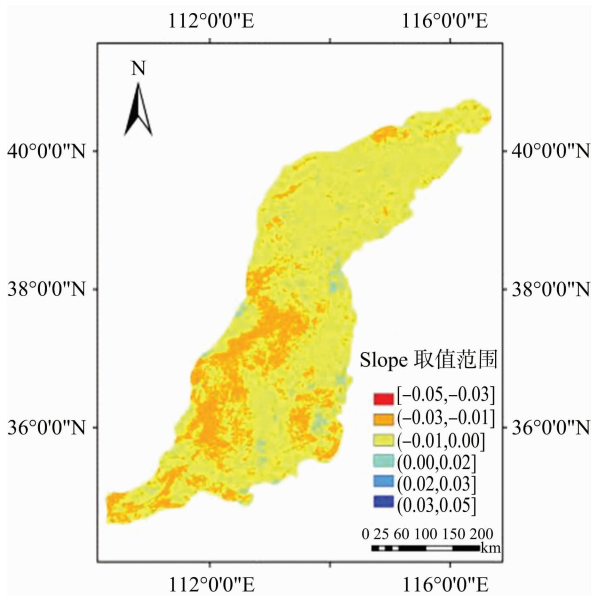 112°0'0"E 116°0'0"E
N
40°0'0"N 40°0'0"N
38°0'0"N 38°0'0"N
Slope 取值范围
[-0.05,-0.03]
(-0.03,-0.01]
(-0.01,0.00]
36°0'0"N 36°0'0"N
(0.00,0.02]
(0.02,0.03]
(0.03,0.05]
0 25 60 100 150 200
km
112°0'0"E 116°0'0"E